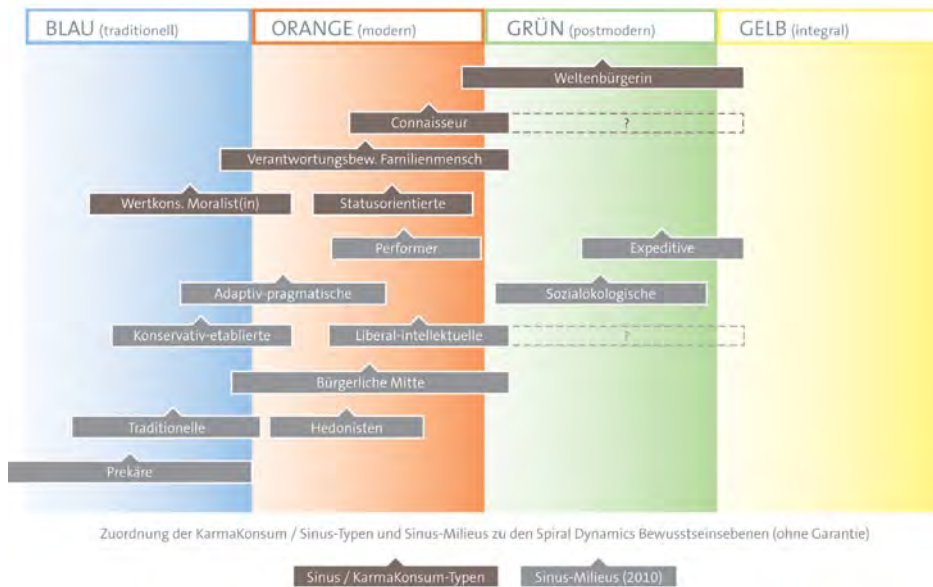 BLAU (traditionell) ORANGE (modern) GRÜN (postmodern) GELB (integral)
Weltenbürgerin
Connaisseur ?
Verantwortungsbew. Familienmensch
Wertkons. Moralist(in) Statusorientierte
Performer Expeditive
Adaptiv-pragmatische Sozialökologische
Konservativ-etablierte Liberal-intellektuelle ?
Bürgerliche Mitte
Traditionelle Hedonisten
Prekäre
Zuordnung der KarmaKonsum / Sinus-Typen und Sinus-Milieus zu den Spiral Dynamics Bewusstseinsebenen (ohne Garantie)
Sinus / KarmaKonsum-Typen Sinus-Milieus (2010)